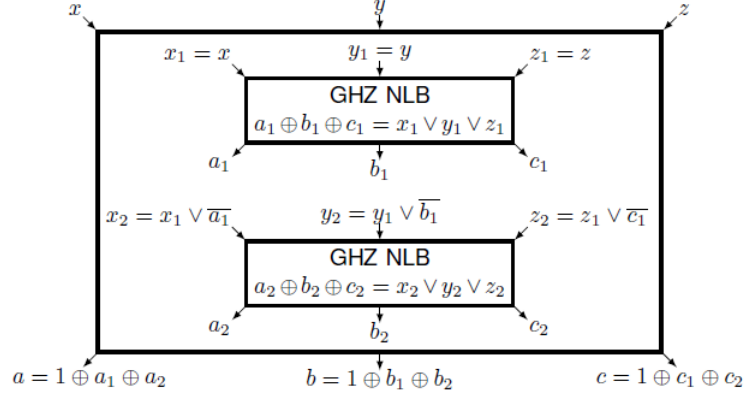 x y z
x₁ = x y₁ = y z₁ = z
GHZ NLB
a₁ ⊕ b₁ ⊕ c₁ = x₁ ∨ y₁ ∨ z₁
a₁ b₁ c₁
x₂ = x₁ ∨ a̅₁̅ y₂ = y₁ ∨ b̅₁̅ z₂ = z₁ ∨ c̅₁̅
GHZ NLB
a₂ ⊕ b₂ ⊕ c₂ = x₂ ∨ y₂ ∨ z₂
a₂ b₂ c₂
a = 1 ⊕ a₁ ⊕ a₂ b = 1 ⊕ b₁ ⊕ b₂ c = 1 ⊕ c₁ ⊕ c₂